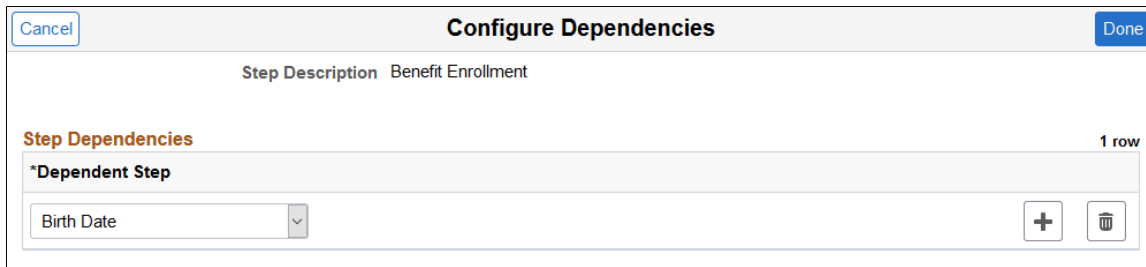 Cancel Configure Dependencies Done
Step Description Benefit Enrollment
Step Dependencies 1 row
*Dependent Step
Birth Date